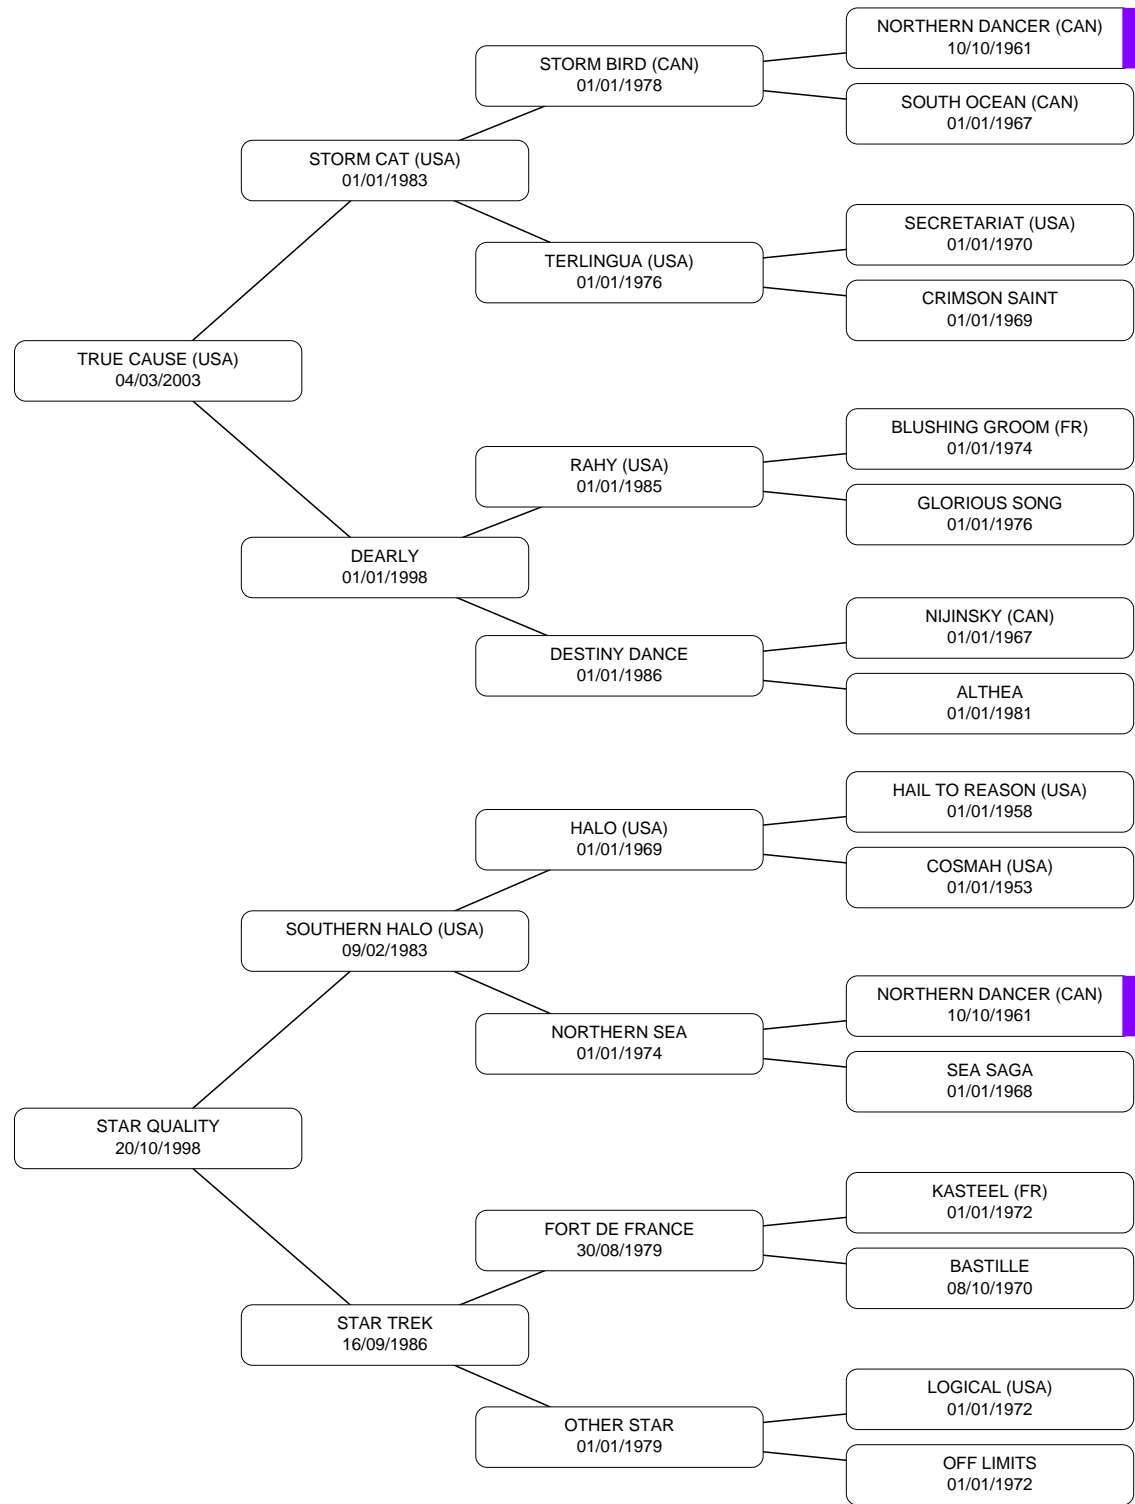 NORTHERN DANCER (CAN)
10/10/1961
STORM BIRD (CAN)
01/01/1978
SOUTH OCEAN (CAN)
01/01/1967
STORM CAT (USA)
01/01/1983
SECRETARIAT (USA)
01/01/1970
TERLINGUA (USA)
01/01/1976
CRIMSON SAINT
01/01/1969
TRUE CAUSE (USA)
04/03/2003
BLUSHING GROOM (FR)
01/01/1974
RAHY (USA)
01/01/1985
GLORIOUS SONG
01/01/1976
DEARLY
01/01/1998
NIJINSKY (CAN)
01/01/1967
DESTINY DANCE
01/01/1986
ALTHEA
01/01/1981
HAIL TO REASON (USA)
01/01/1958
HALO (USA)
01/01/1969
COSMAH (USA)
01/01/1953
SOUTHERN HALO (USA)
09/02/1983
NORTHERN DANCER (CAN)
10/10/1961
NORTHERN SEA
01/01/1974
SEA SAGA
01/01/1968
STAR QUALITY
20/10/1998
KASTEEL (FR)
01/01/1972
FORT DE FRANCE
30/08/1979
BASTILLE
08/10/1970
STAR TREK
16/09/1986
LOGICAL (USA)
01/01/1972
OTHER STAR
01/01/1979
OFF LIMITS
01/01/1972